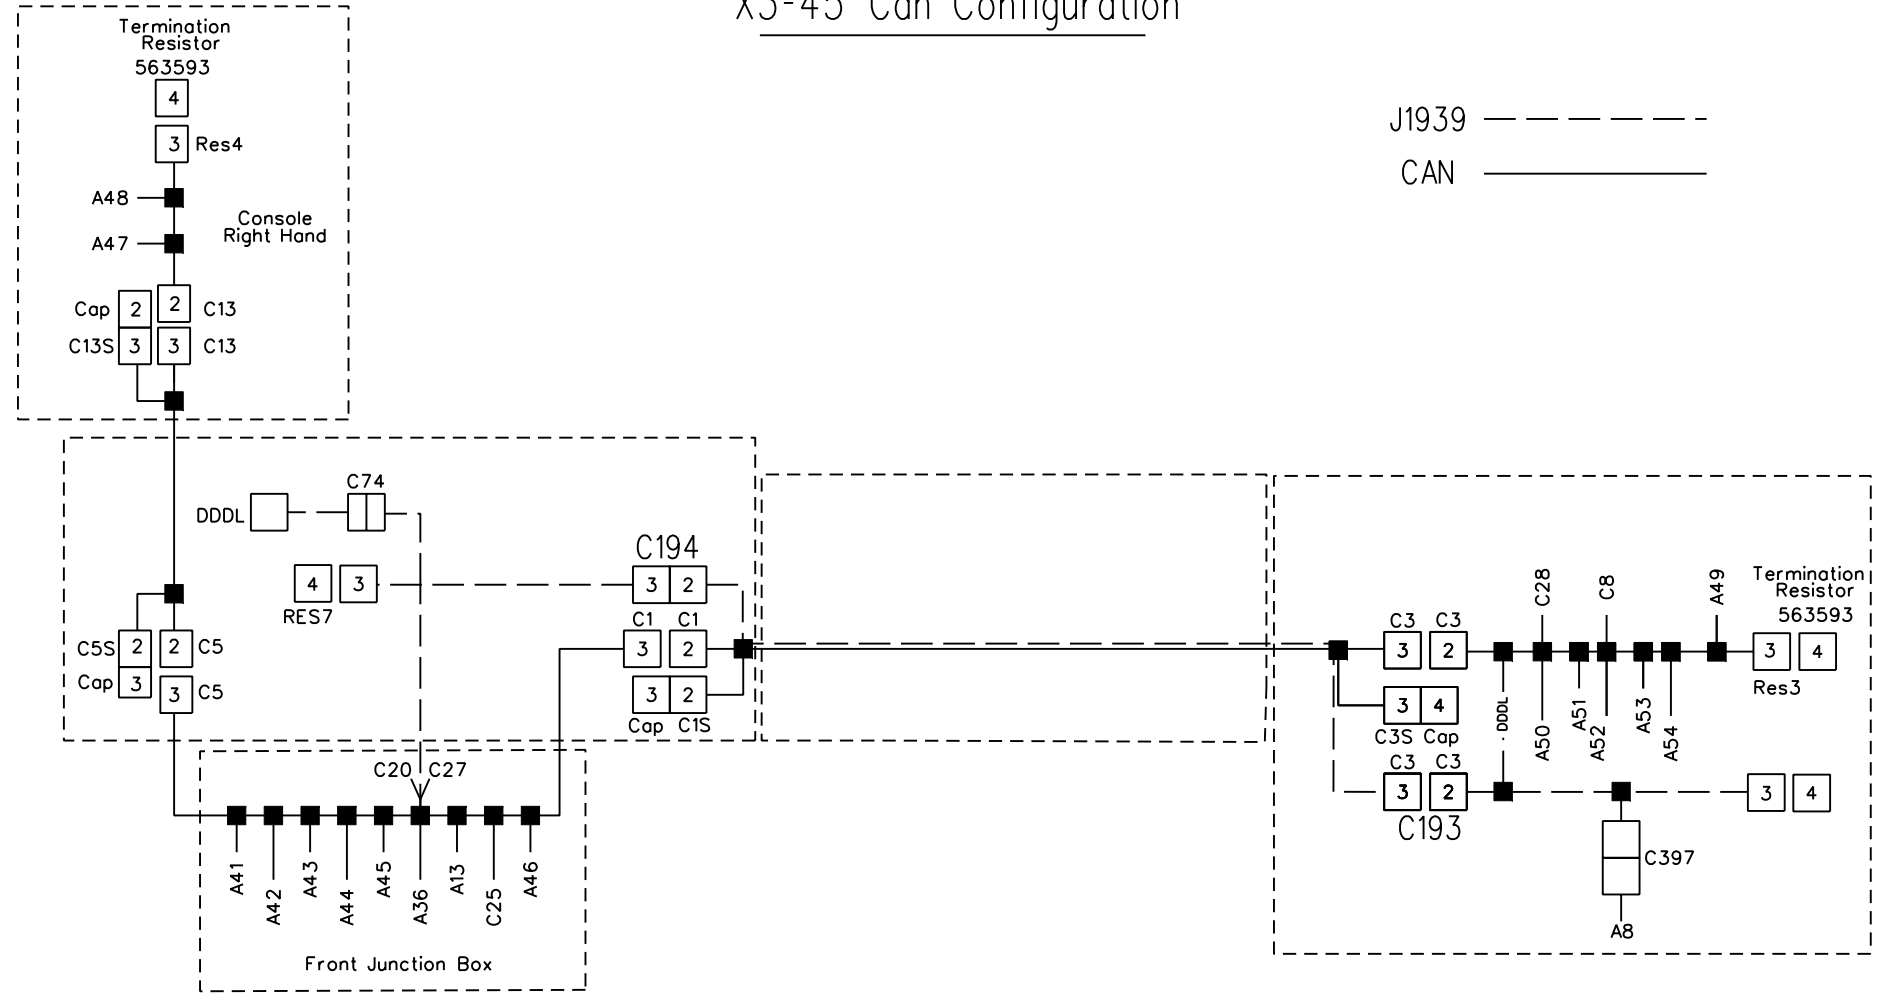 X3-45 Can Configuration
Termination
Resistor
563593
4
3 Res4
A48
A47
Console
Right Hand
Cap 2 2 C13
C13S 3 3 C13
J1939
CAN
C74
DDDL
C194
4 3
RES7
3 2
C1 C1
3 2
3 2
Cap C1S
C5S 2 2 C5
Cap 3
3 C5
C20 C27
A41
A42
A43
A44
A45
A36
A13
C25
A46
Front Junction Box
C3 C3
3 2
3 4
C3S Cap
C3 C3
3 2
C193
DDDL
C28
A50
A51
C8
A52
A53
A54
A49
Termination
Resistor
563593
3 4
Res3
3 4
C397
A8